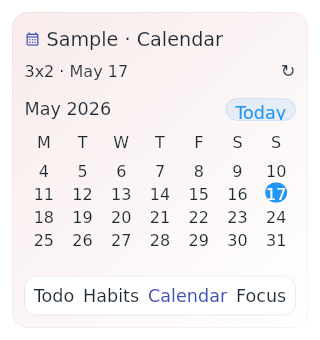 Sample · Calendar
3x2 · May 17 ↻
May 2026 Today
M T W T F S S
4 5 6 7 8 9 10
11 12 13 14 15 16 17
18 19 20 21 22 23 24
25 26 27 28 29 30 31
Todo Habits Calendar Focus